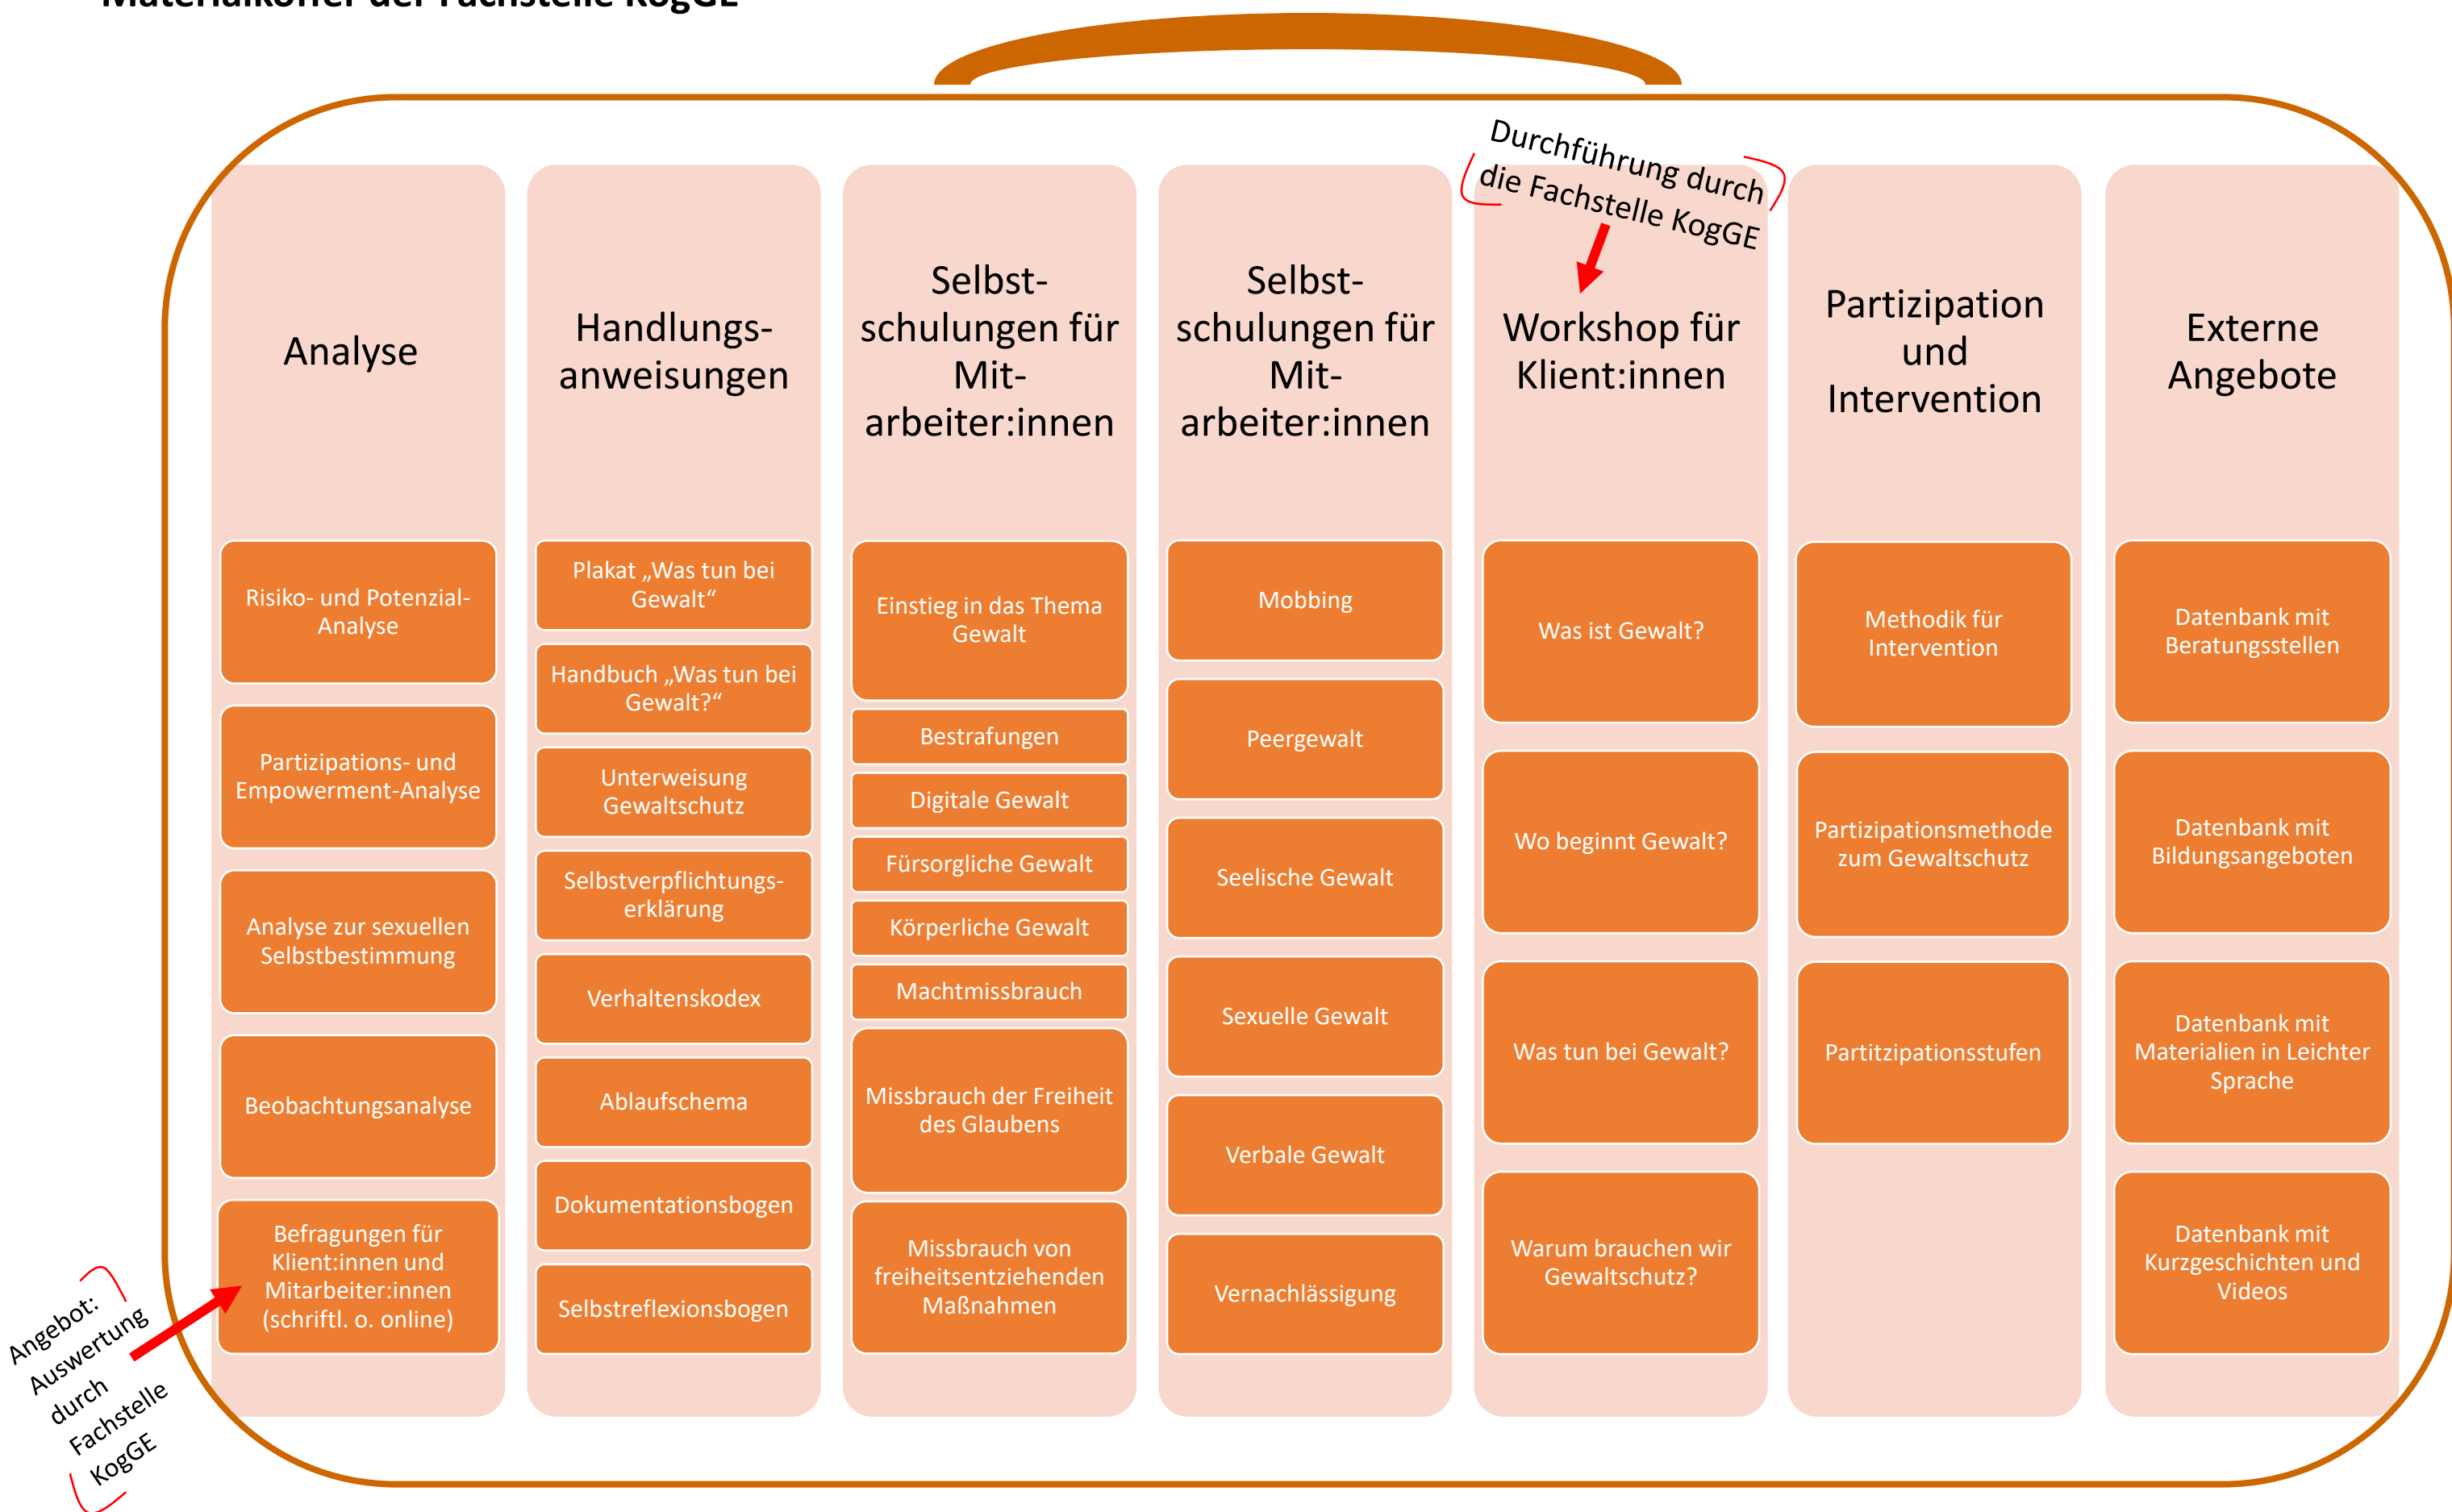 Materialkoffer der Fachstelle KogGE
Durchführung durch
die Fachstelle KogGE
Analyse
Risiko- und Potenzial-
Analyse
Partizipations- und
Empowerment-Analyse
Analyse zur sexuellen
Selbstbestimmung
Beobachtungsanalyse
Befragungen für
Klient:innen und
Mitarbeiter:innen
(schriftl. o. online)
Angebot:
Auswertung
durch
Fachstelle
KogGE
Handlungs-
anweisungen
Plakat „Was tun bei
Gewalt“
Handbuch „Was tun bei
Gewalt?“
Unterweisung
Gewaltschutz
Selbstverpflichtungs-
erklärung
Verhaltenskodex
Ablaufschema
Dokumentationsbogen
Selbstreflexionsbogen
Selbst-
schulungen für
Mit-
arbeiter:innen
Einstieg in das Thema
Gewalt
Bestrafungen
Digitale Gewalt
Fürsorgliche Gewalt
Körperliche Gewalt
Machtmissbrauch
Missbrauch der Freiheit
des Glaubens
Missbrauch von
freiheitsentziehenden
Maßnahmen
Selbst-
schulungen für
Mit-
arbeiter:innen
Mobbing
Peergewalt
Seelische Gewalt
Sexuelle Gewalt
Verbale Gewalt
Vernachlässigung
Workshop für
Klient:innen
Was ist Gewalt?
Wo beginnt Gewalt?
Was tun bei Gewalt?
Warum brauchen wir
Gewaltschutz?
Partizipation
und
Intervention
Methodik für
Intervention
Partizipationsmethode
zum Gewaltschutz
Partitzipationsstufen
Externe
Angebote
Datenbank mit
Beratungsstellen
Datenbank mit
Bildungsangeboten
Datenbank mit
Materialien in Leichter
Sprache
Datenbank mit
Kurzgeschichten und
Videos